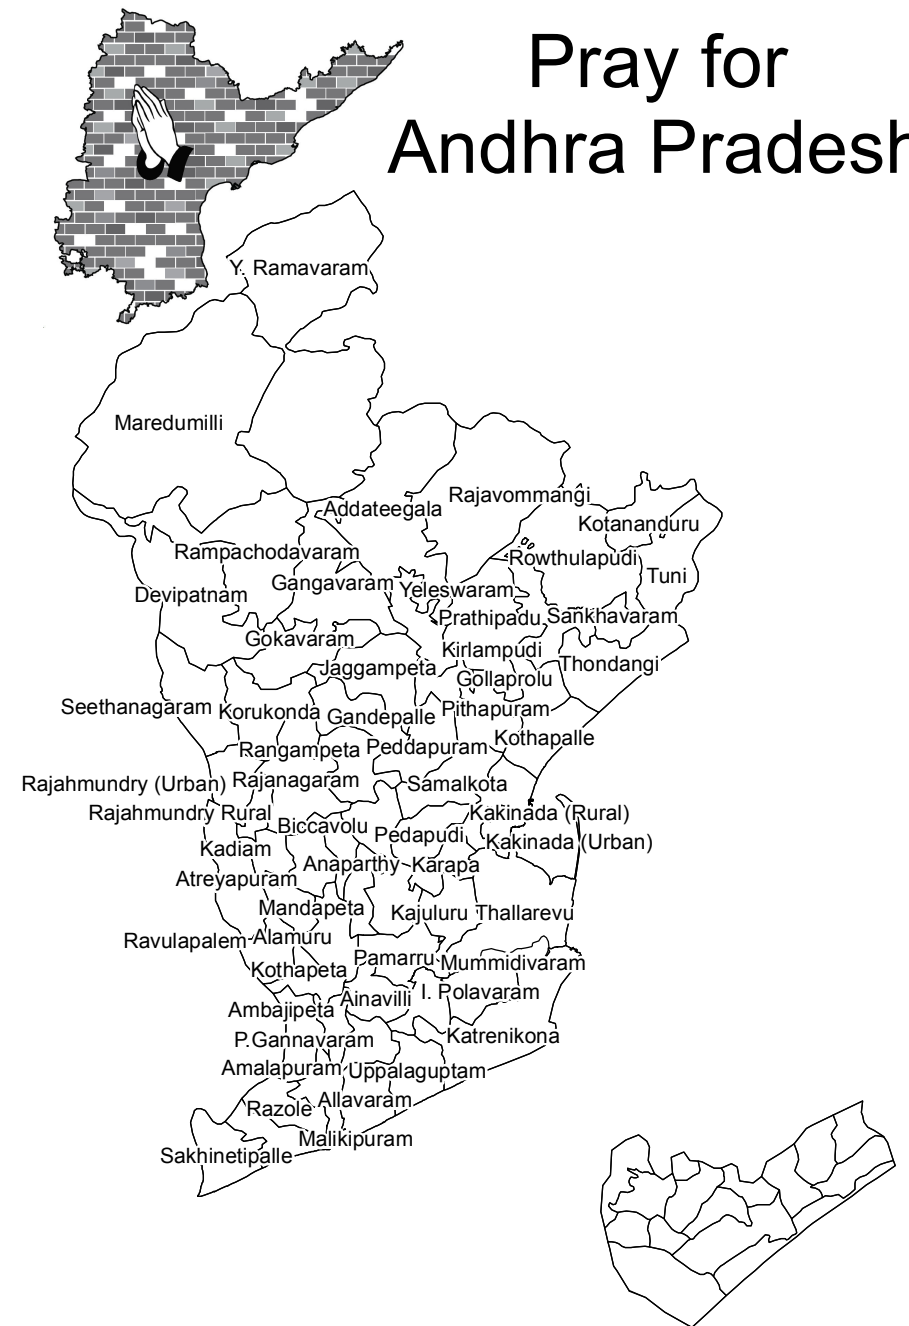 Pray for
Andhra Pradesh
Y. Ramavaram
Maredumilli
Addateegala
Rajavommangi
Kotananduru
Rampachodavaram
Rowthulapudi
Tuni
Devipatnam
Gangavaram
Yeleswaram
Prathipadu
Sankhavaram
Gokavaram
Kirlampudi
Jaggampeta
Thondangi
Gollaprolu
Seethanagaram
Korukonda
Gandepalle
Pithapuram
Rangampeta
Peddapuram
Kothapalle
Rajahmundry (Urban)
Rajanagaram
Samalkota
Rajahmundry Rural
Kakinada (Rural)
Biccavolu
Pedapudi
Kakinada (Urban)
Kadiam
Anaparthy
Karapa
Atreyapuram
Mandapeta
Kajuluru
Thallarevu
Ravulapalem
Alamuru
Pamarru
Mummidivaram
Kothapeta
Ainavilli
I. Polavaram
Ambajipeta
P.Gannavaram
Katrenikona
Amalapuram
Uppalaguptam
Razole
Allavaram
Malikipuram
Sakhinetipalle